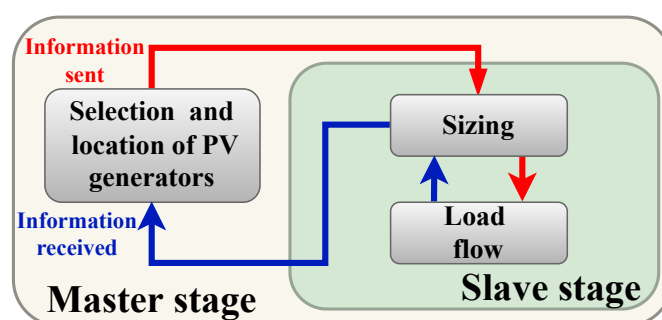 Information
sent
Selection and
location of PV
generators
Sizing
Information
received
Load
flow
Master stage
Slave stage